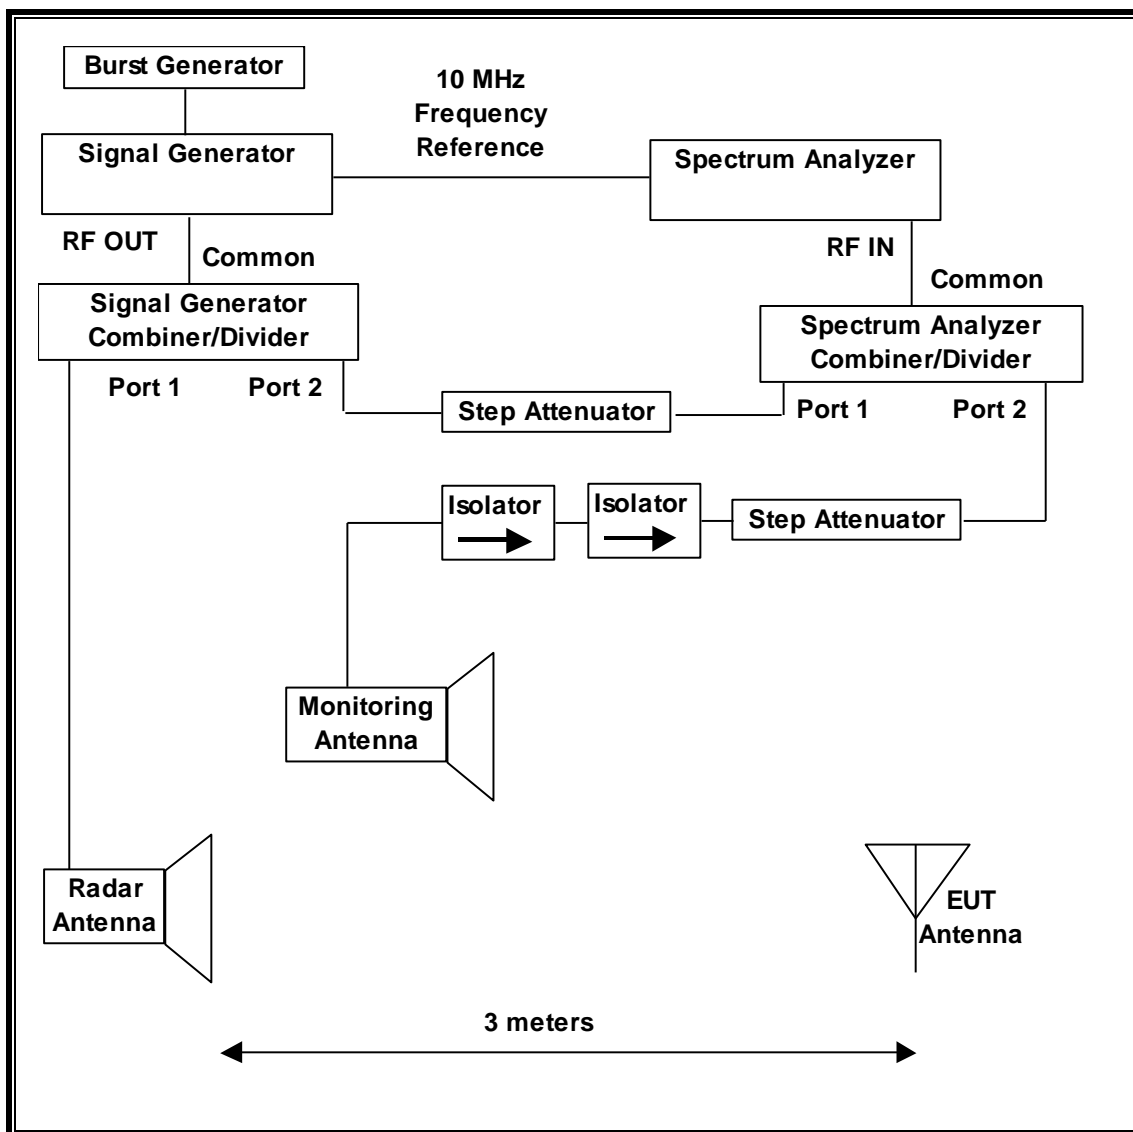 Burst Generator
10 MHz
Frequency
Reference
Signal Generator
Spectrum Analyzer
RF OUT
Common
RF IN
Common
Signal Generator
Combiner/Divider
Spectrum Analyzer
Combiner/Divider
Port 1
Port 2
Step Attenuator
Port 1
Port 2
Isolator
Isolator
Step Attenuator
Monitoring
Antenna
Radar
Antenna
EUT
Antenna
3 meters